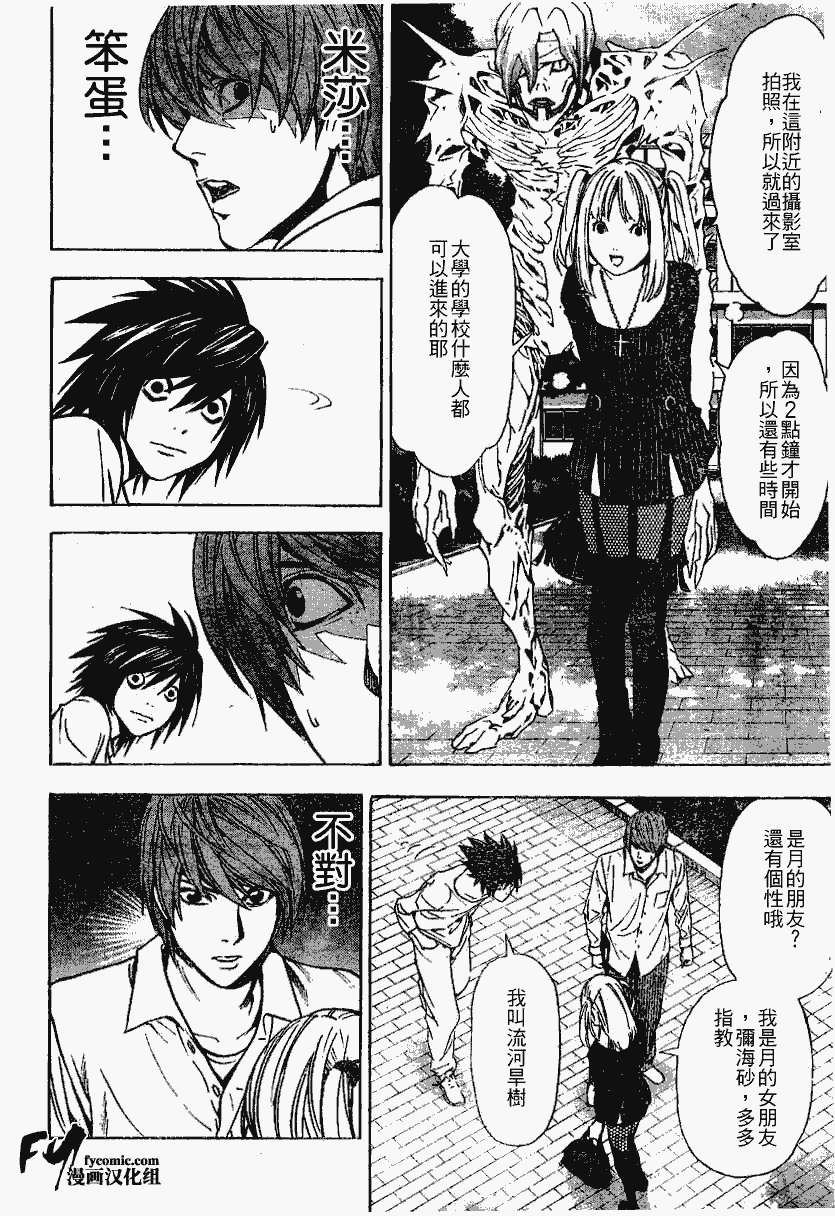 我在這附近的攝影室
拍照，所以就過來了
因為2點鐘才開始
，所以還有些時間
大學的學校什麼人都
可以進來的耶
米莎…
笨蛋…
是月的朋友？
還有個性哦
我是月的女朋友
，彌海砂，多多
指教
我叫流河旱樹
不對…
FY
fycomic.com
漫画汉化组